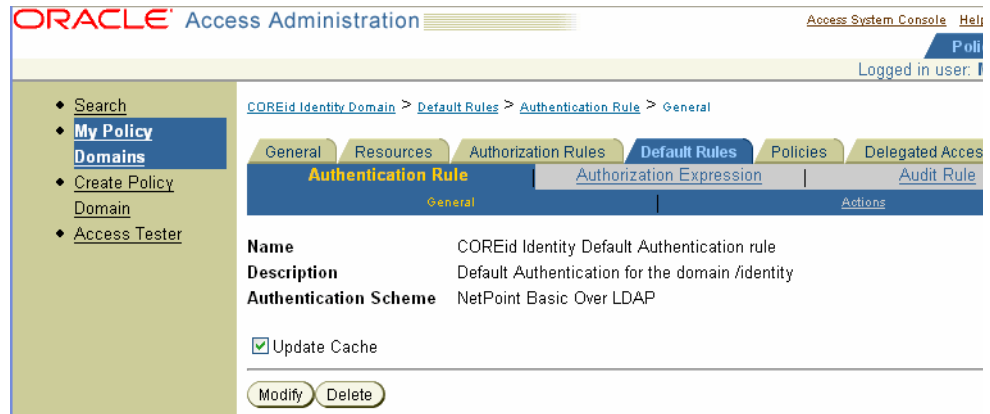 ORACLE Access Administration
Access System Console Help
Logged in user:
Search
My Policy
Domains
Create Policy
Domain
Access Tester
COREid Identity Domain > Default Rules > Authentication Rule > General
General Resources Authorization Rules Default Rules Policies Delegated Acces
Authentication Rule | Authorization Expression | Audit Rule
General | Actions
Name COREid Identity Default Authentication rule
Description Default Authentication for the domain /identity
Authentication Scheme NetPoint Basic Over LDAP
Update Cache
Modify Delete